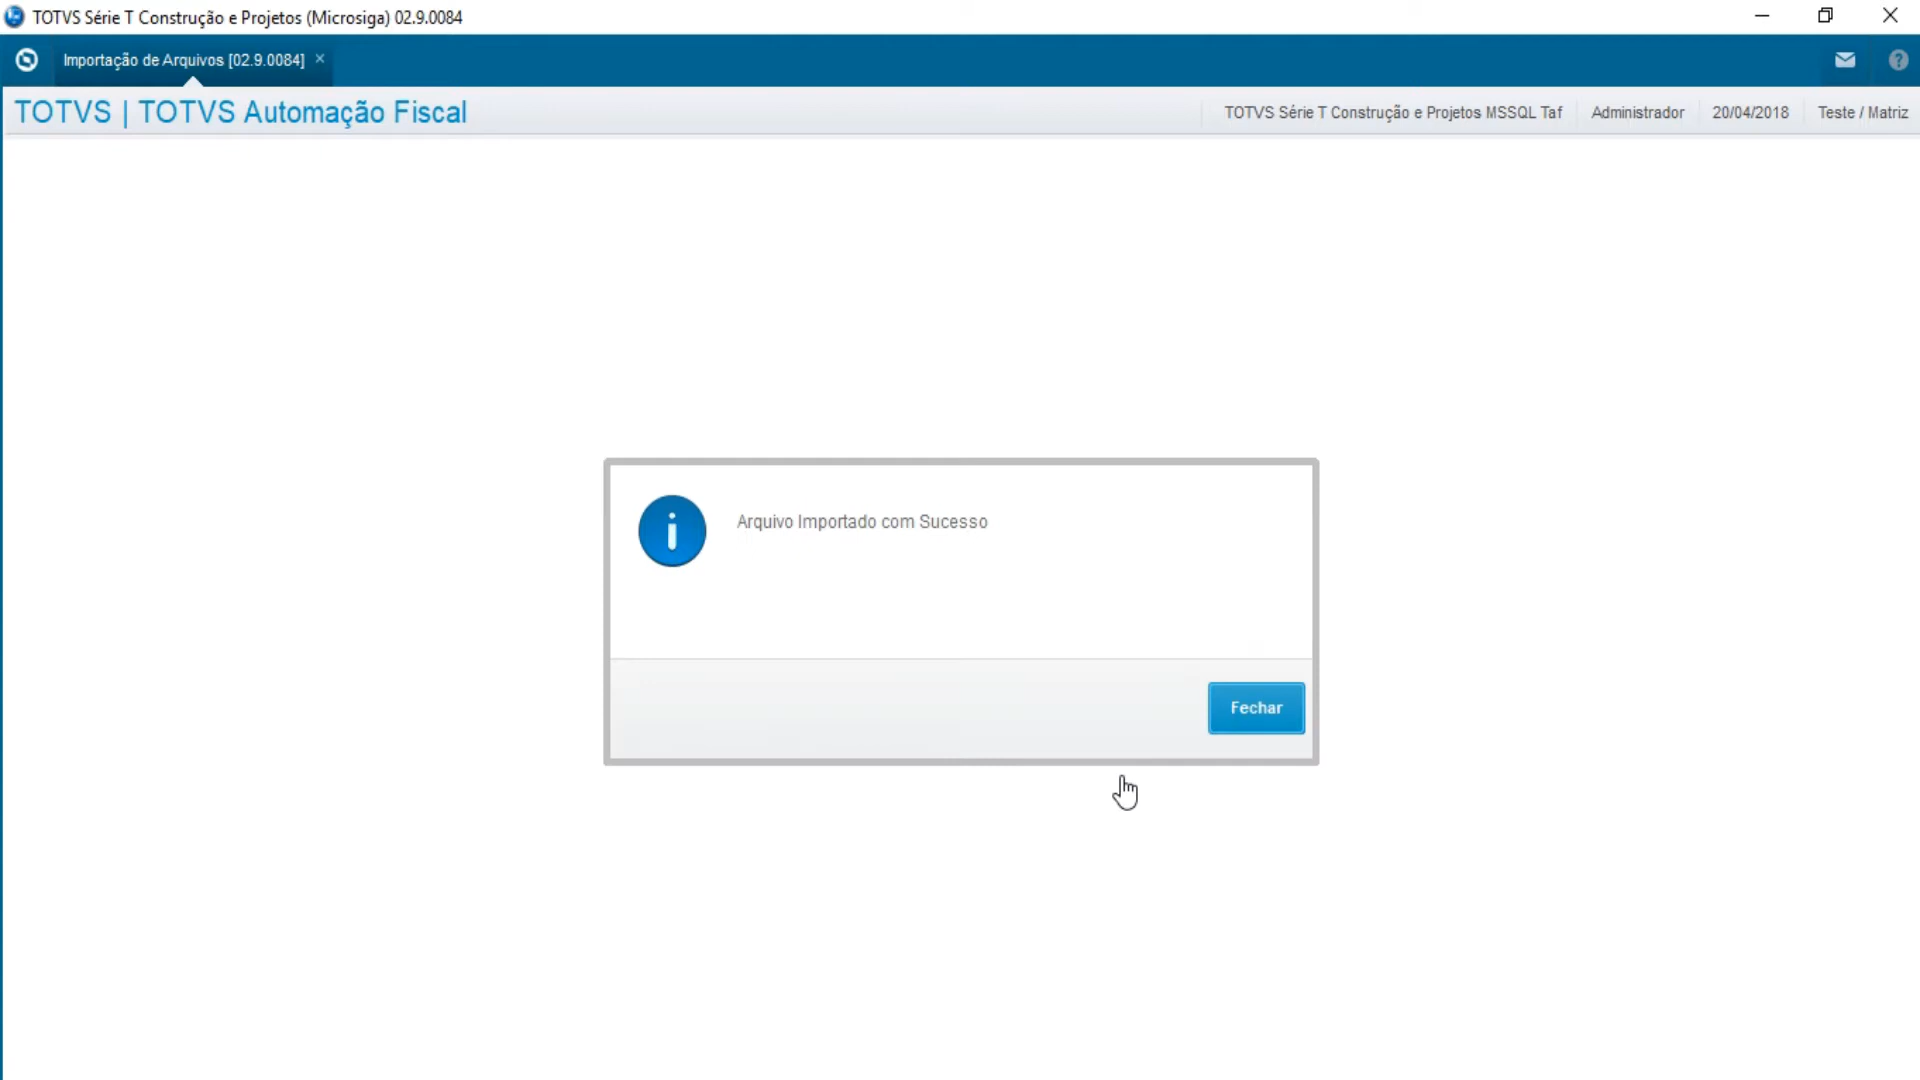 TOTVS Série T Construção e Projetos (Microsiga) 02.9.0084
Importação de Arquivos [02.9.0084]
TOTVS | TOTVS Automação Fiscal
TOTVS Série T Construção e Projetos MSSQL Taf
Administrador
20/04/2018
Teste / Matriz
Arquivo Importado com Sucesso
Fechar